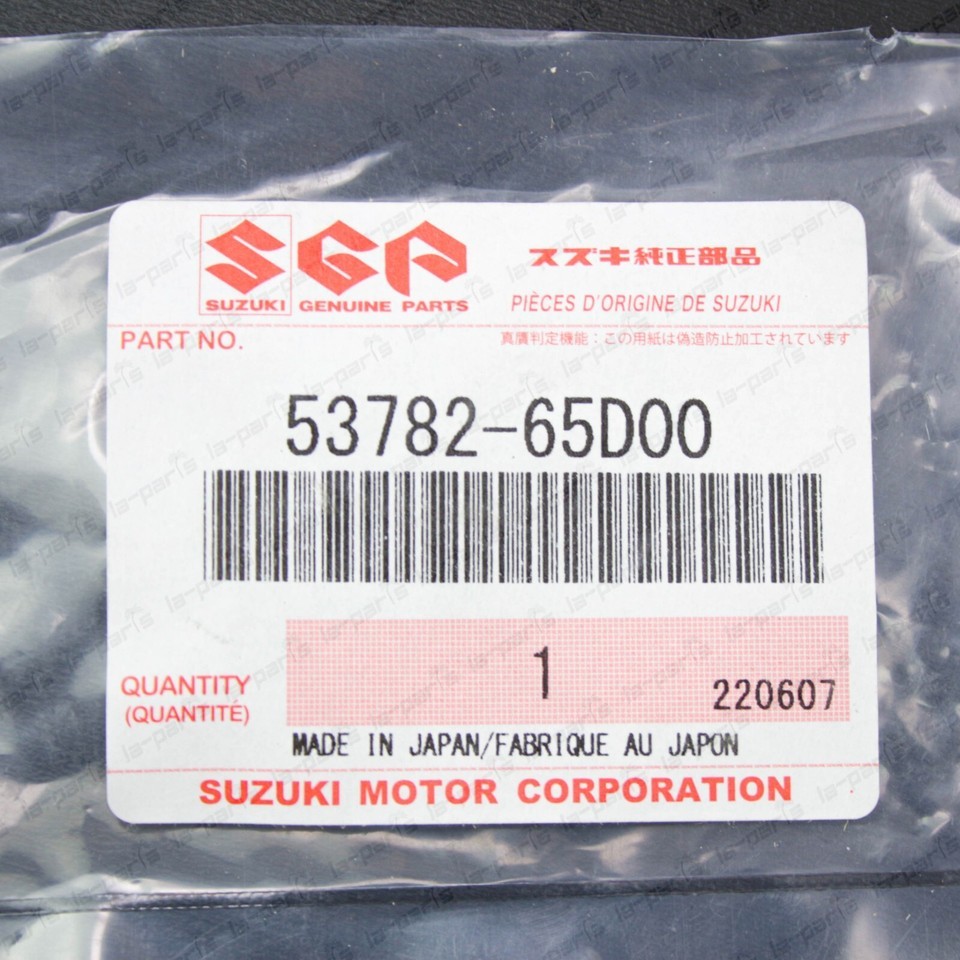 SGP スズキ純正部品
SUZUKI GENUINE PARTS PIÈCES D'ORIGINE DE SUZUKI
PART NO. 真贋判定機能：この用紙は偽造防止加工されています
53782-65D00
1
QUANTITY
(QUANTITÉ) 220607
MADE IN JAPAN/FABRIQUE AU JAPON
SUZUKI MOTOR CORPORATION
la-parts